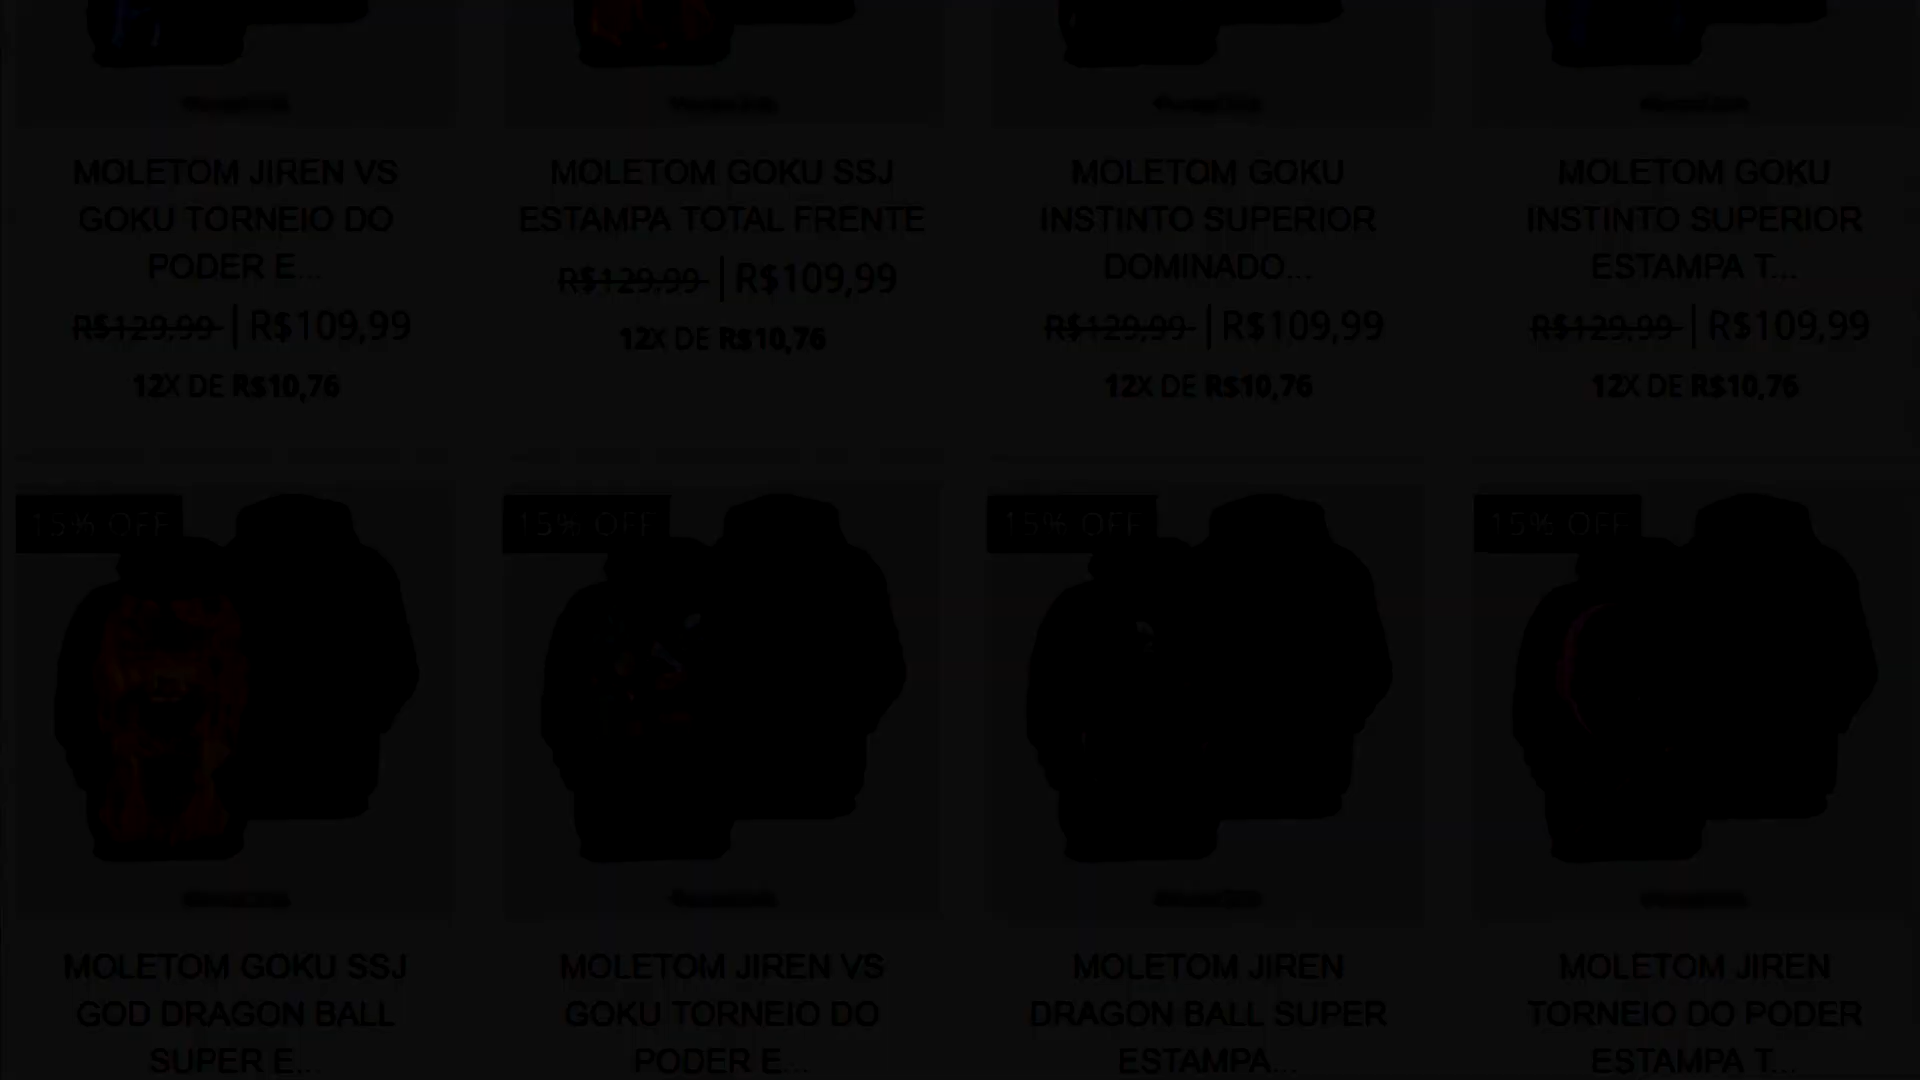 MOLETOM JIREN VS
GOKU TORNEIO DO
PODER E...
R$129,99 | R$109,99
12X DE R$10,76
MOLETOM GOKU SSJ
ESTAMPA TOTAL FRENTE
R$129,99 | R$109,99
12X DE R$10,76
MOLETOM GOKU
INSTINTO SUPERIOR
DOMINADO...
R$129,99 | R$109,99
12X DE R$10,76
MOLETOM GOKU
INSTINTO SUPERIOR
ESTAMPA T...
R$129,99 | R$109,99
12X DE R$10,76
15% OFF
MOLETOM GOKU SSJ
GOD DRAGON BALL
SUPER E...
15% OFF
MOLETOM JIREN VS
GOKU TORNEIO DO
PODER E...
15% OFF
MOLETOM JIREN
DRAGON BALL SUPER
ESTAMPA...
15% OFF
MOLETOM JIREN
TORNEIO DO PODER
ESTAMPA T...